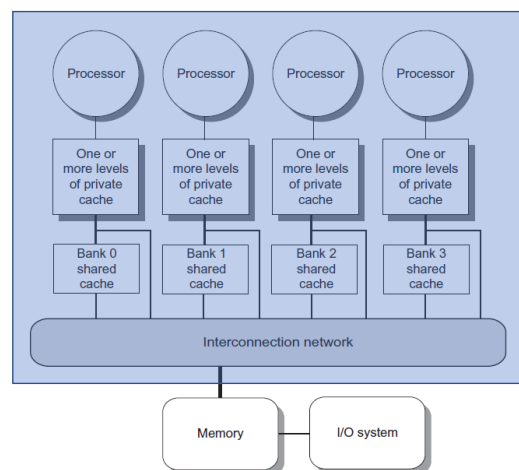 Processor
Processor
Processor
Processor
One or
more levels
of private
cache
One or
more levels
of private
cache
One or
more levels
of private
cache
One or
more levels
of private
cache
Bank 0
shared
cache
Bank 1
shared
cache
Bank 2
shared
cache
Bank 3
shared
cache
Interconnection network
Memory
I/O system